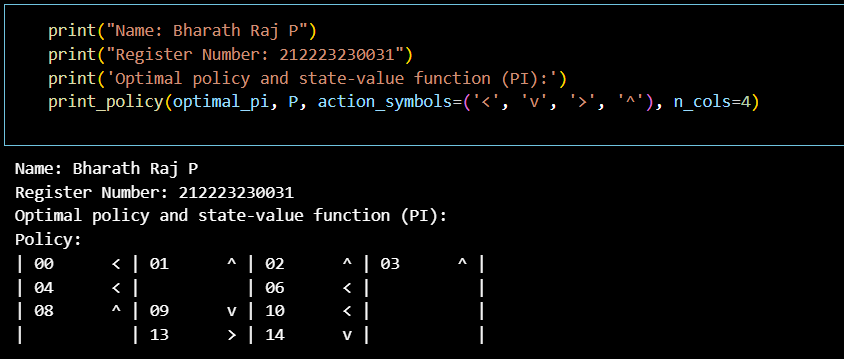 print("Name: Bharath Raj P")
print("Register Number: 212223230031")
print('Optimal policy and state-value function (PI):')
print_policy(optimal_pi, P, action_symbols=('<', 'v', '>', '^'), n_cols=4)
Name: Bharath Raj P
Register Number: 212223230031
Optimal policy and state-value function (PI):
Policy:
| 00      < | 01      ^ | 02      ^ | 03      ^ |
| 04      < |           | 06      < |           |
| 08      ^ | 09      v | 10      < |           |
|           | 13      > | 14      v |           |